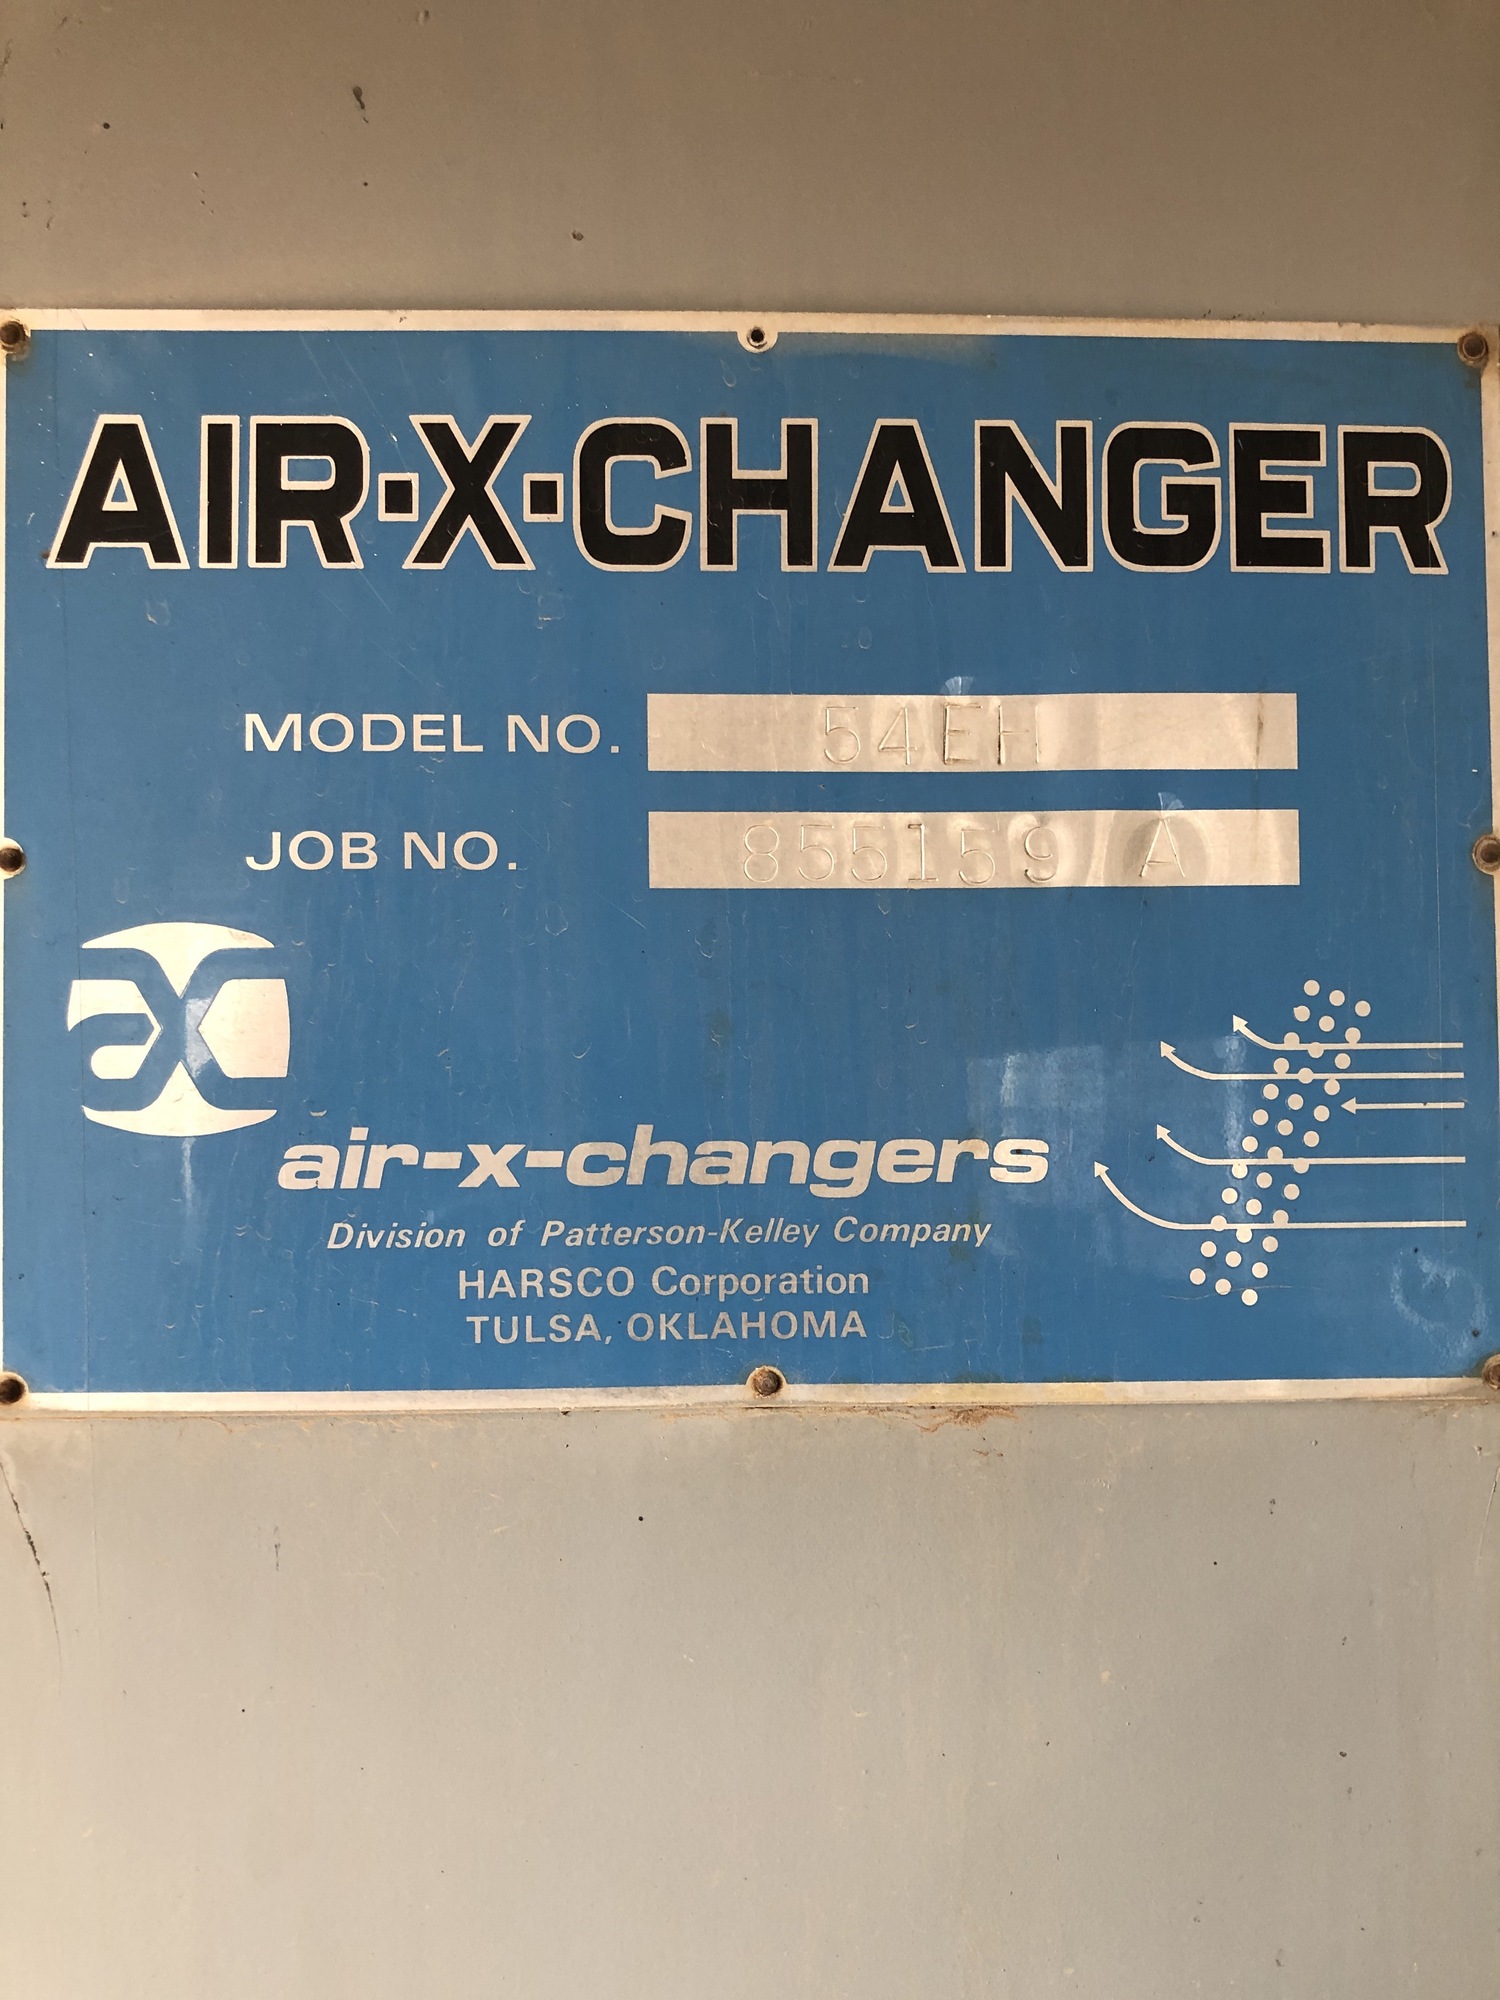 AIR·X·CHANGER
MODEL NO. 54EH
JOB NO. 855159 A
ax
air-x-changers
Division of Patterson-Kelley Company
HARSCO Corporation
TULSA, OKLAHOMA